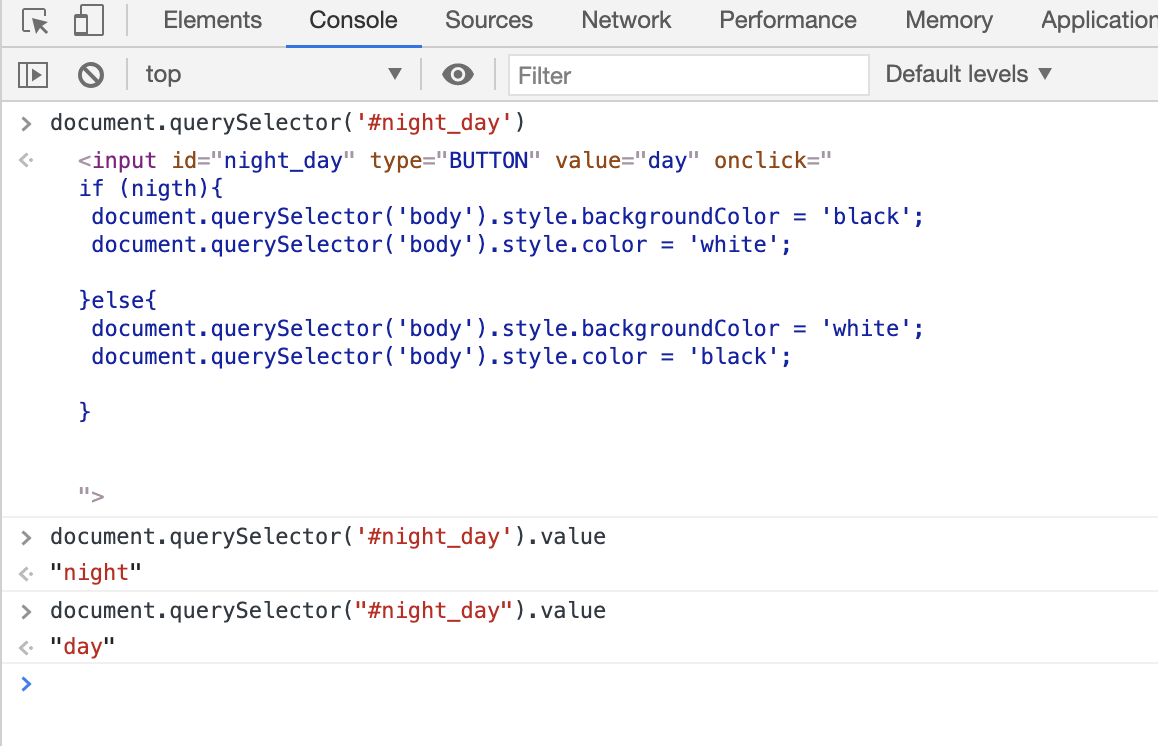 Elements Console Sources Network Performance Memory Application
top Filter Default levels
document.querySelector('#night_day')
<input id="night_day" type="BUTTON" value="day" onclick="
if (nigth){
document.querySelector('body').style.backgroundColor = 'black';
document.querySelector('body').style.color = 'white';
}else{
document.querySelector('body').style.backgroundColor = 'white';
document.querySelector('body').style.color = 'black';
}
">
document.querySelector('#night_day').value
"night"
document.querySelector("#night_day").value
"day"